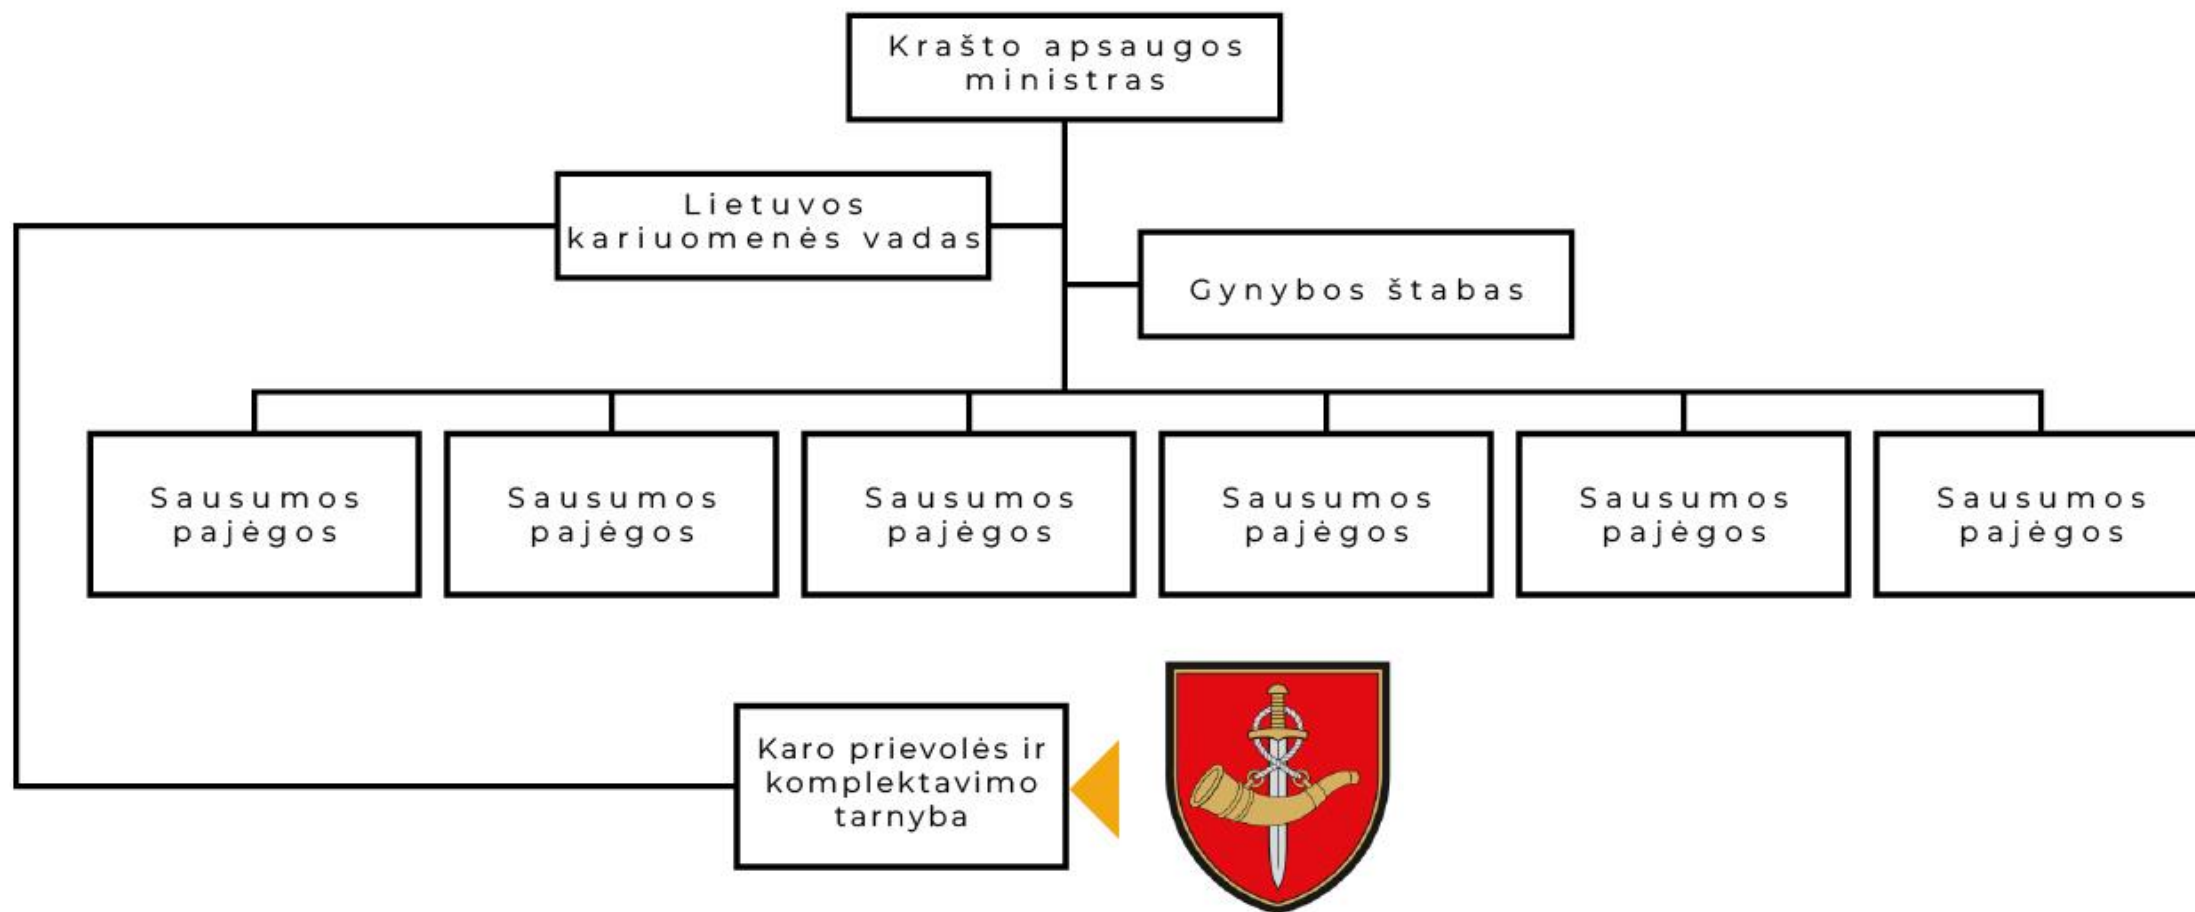 Krašto apsaugos
ministras
Lietuvos
kariuomenės vadas
Gynybos štabas
Sausumos
pajėgos
Sausumos
pajėgos
Sausumos
pajėgos
Sausumos
pajėgos
Sausumos
pajėgos
Sausumos
pajėgos
Karo prievolės ir
komplektavimo
tarnyba